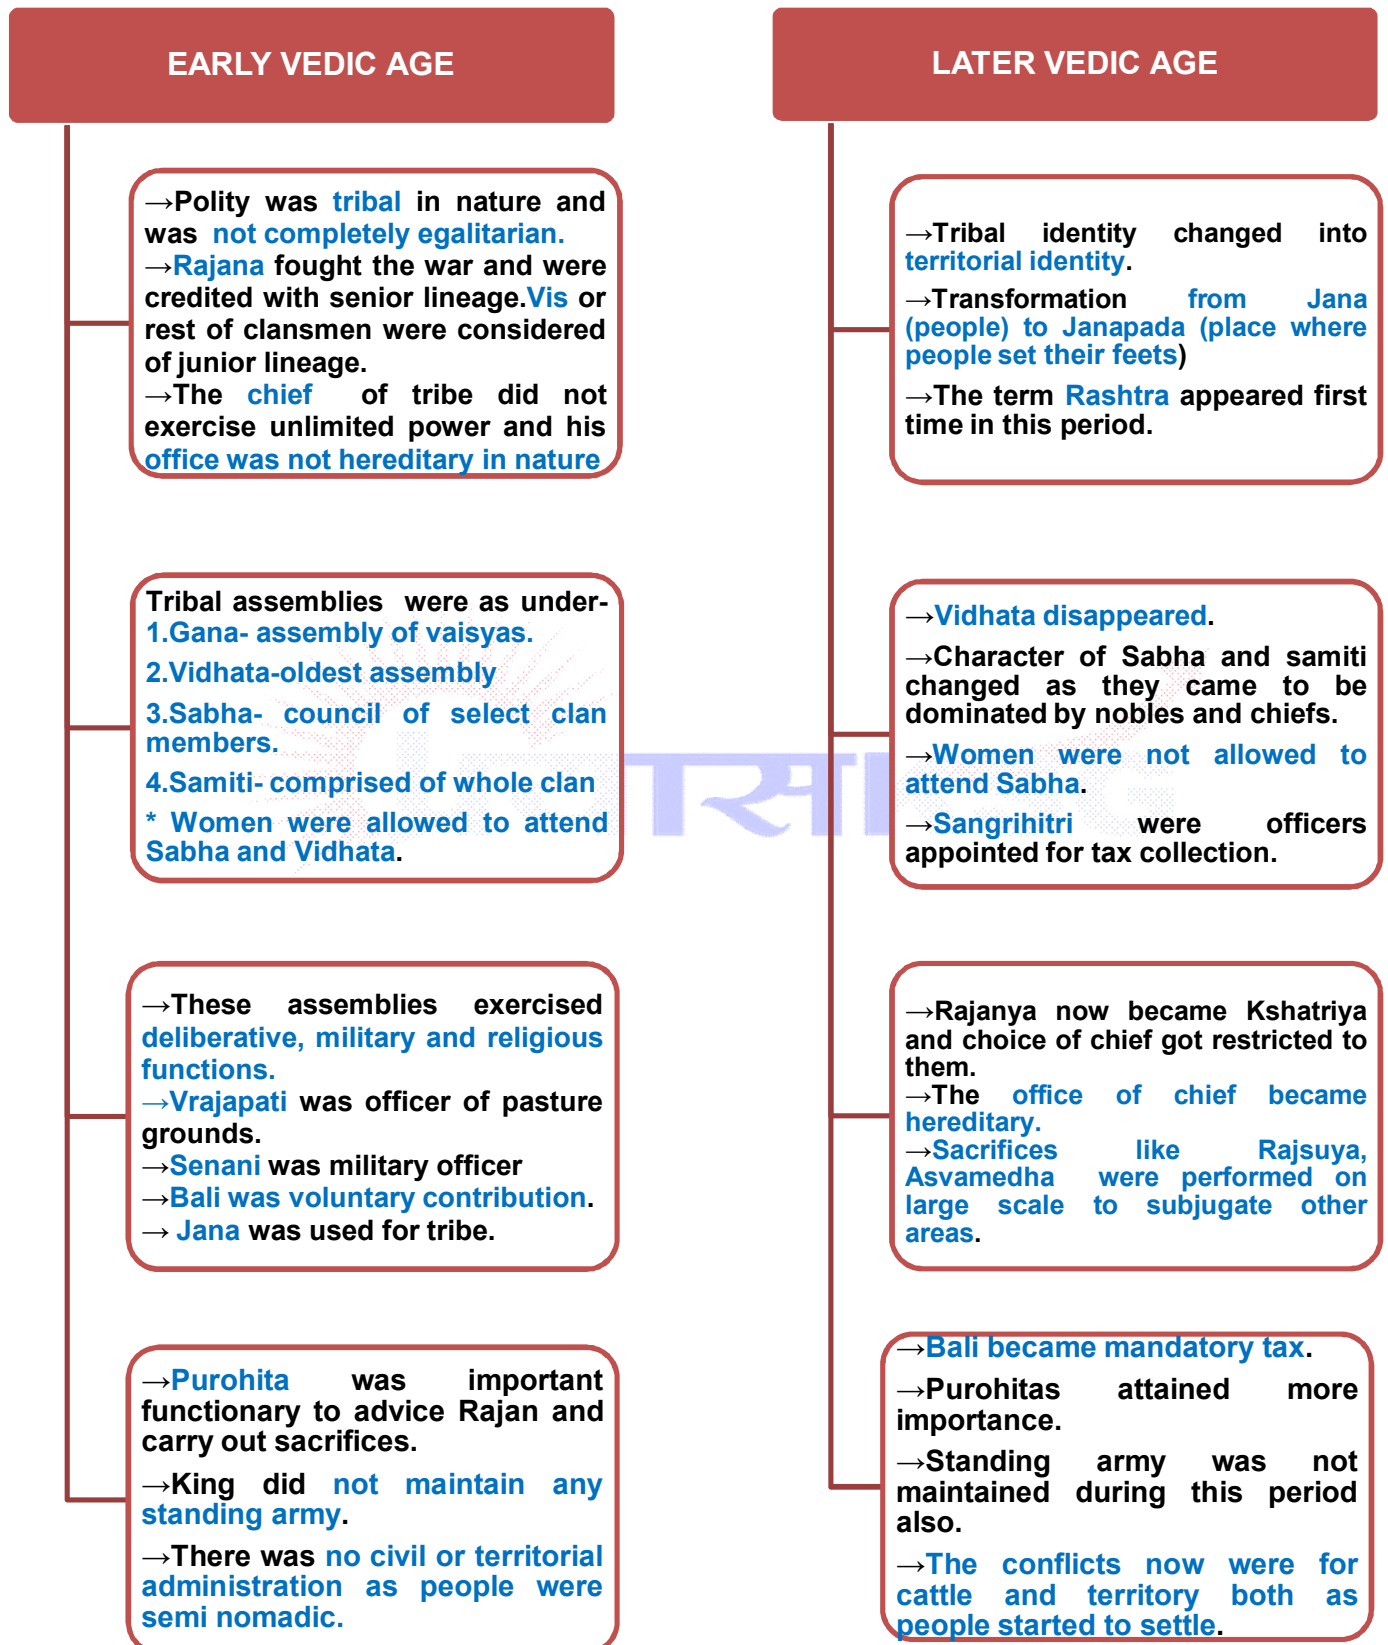 EARLY VEDIC AGE
→Polity was tribal in nature and
was not completely egalitarian.
→Rajana fought the war and were
credited with senior lineage.Vis or
rest of clansmen were considered
of junior lineage.
→The chief of tribe did not
exercise unlimited power and his
office was not hereditary in nature
Tribal assemblies were as under-
1.Gana- assembly of vaisyas.
2.Vidhata-oldest assembly
3.Sabha- council of select clan
members.
4.Samiti- comprised of whole clan
* Women were allowed to attend
Sabha and Vidhata.
→These assemblies exercised
deliberative, military and religious
functions.
→Vrajapati was officer of pasture
grounds.
→Senani was military officer
→Bali was voluntary contribution.
→ Jana was used for tribe.
→Purohita was important
functionary to advice Rajan and
carry out sacrifices.
→King did not maintain any
standing army.
→There was no civil or territorial
administration as people were
semi nomadic.
LATER VEDIC AGE
→Tribal identity changed into
territorial identity.
→Transformation from Jana
(people) to Janapada (place where
people set their feets)
→The term Rashtra appeared first
time in this period.
→Vidhata disappeared.
→Character of Sabha and samiti
changed as they came to be
dominated by nobles and chiefs.
→Women were not allowed to
attend Sabha.
→Sangrihitri were officers
appointed for tax collection.
→Rajanya now became Kshatriya
and choice of chief got restricted to
them.
→The office of chief became
hereditary.
→Sacrifices like Rajsuya,
Asvamedha were performed on
large scale to subjugate other
areas.
→Bali became mandatory tax.
→Purohitas attained more
importance.
→Standing army was not
maintained during this period
also.
→The conflicts now were for
cattle and territory both as
people started to settle.